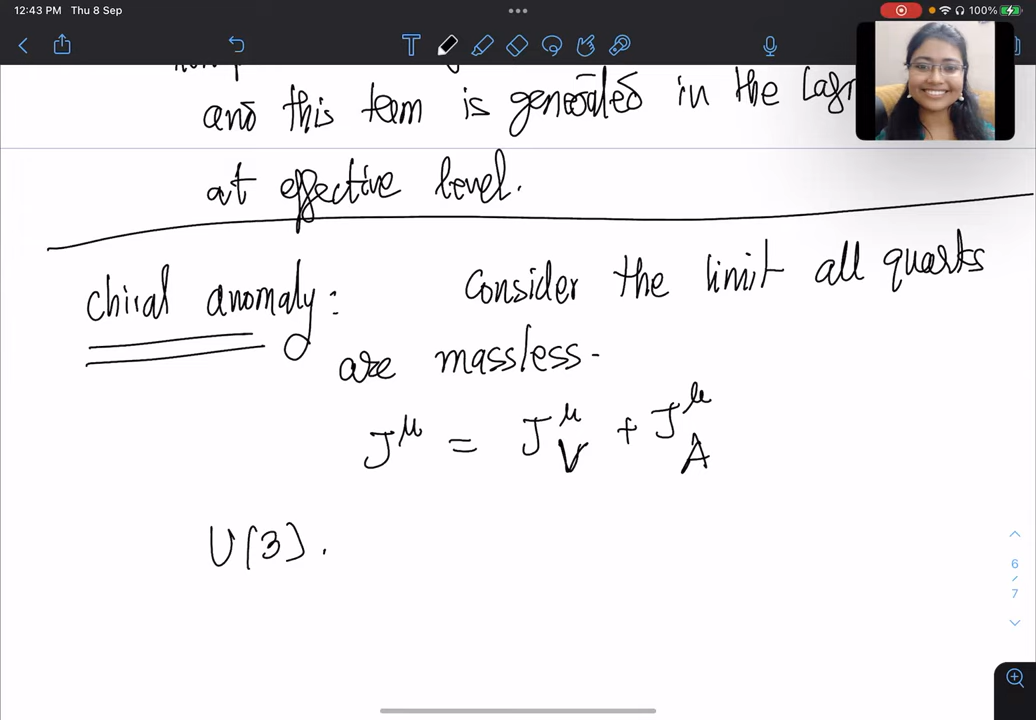 12:43 PM Thu 8 Sep
100%
and this team is generated in the Lagr
at effective level.
chiral anomaly: Consider the limit all quarks
are massless.
J^μ = J^μ_V + J^μ_A
U(3).
6
/
7